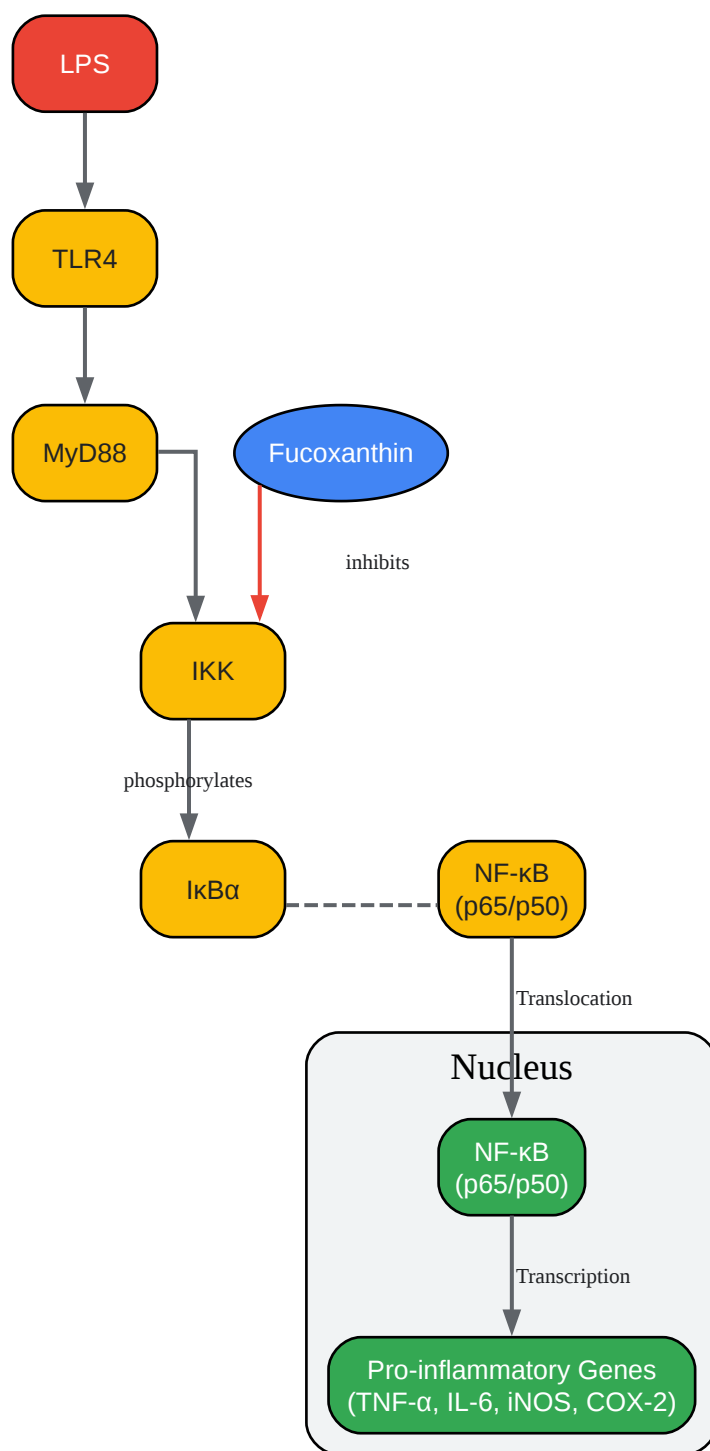 LPS
TLR4
MyD88
Fucoxanthin
inhibits
IKK
phosphorylates
IκBα
NF-κB
(p65/p50)
Translocation
Nucleus
NF-κB
(p65/p50)
Transcription
Pro-inflammatory Genes
(TNF-α, IL-6, iNOS, COX-2)